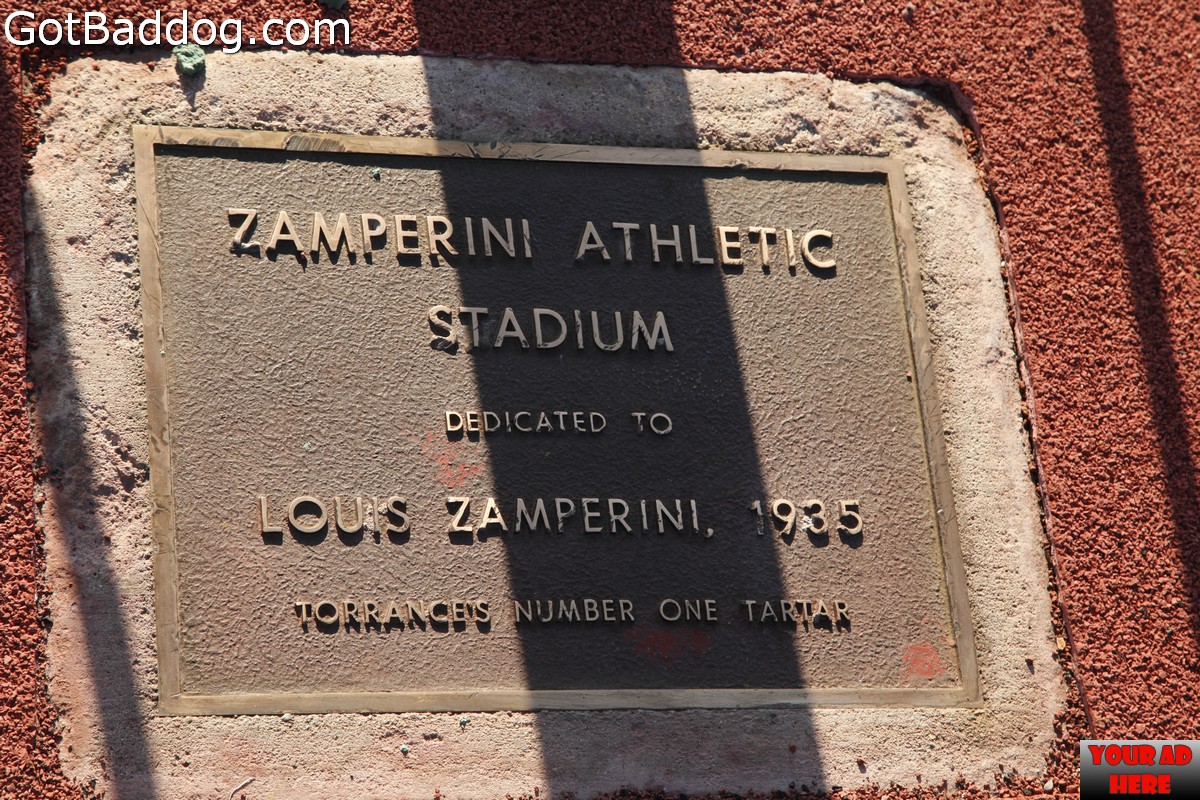 GotBaddog.com
ZAMPERINI ATHLETIC
STADIUM
DEDICATED TO
LOUIS ZAMPERINI, 1935
TORRANCE'S NUMBER ONE TARTAR
YOUR AD
HERE